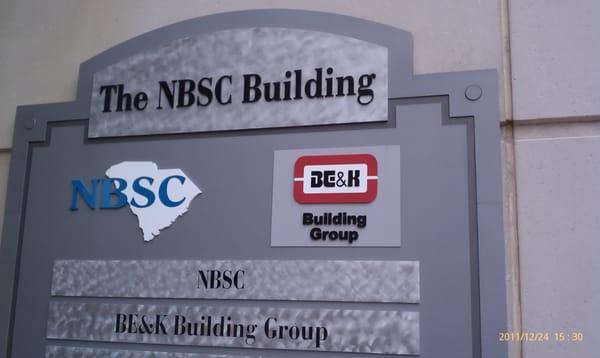 The NBSC Building
NBSC
BE&K
Building
Group
NBSC
BE&K Building Group
2011/12/24 15:30